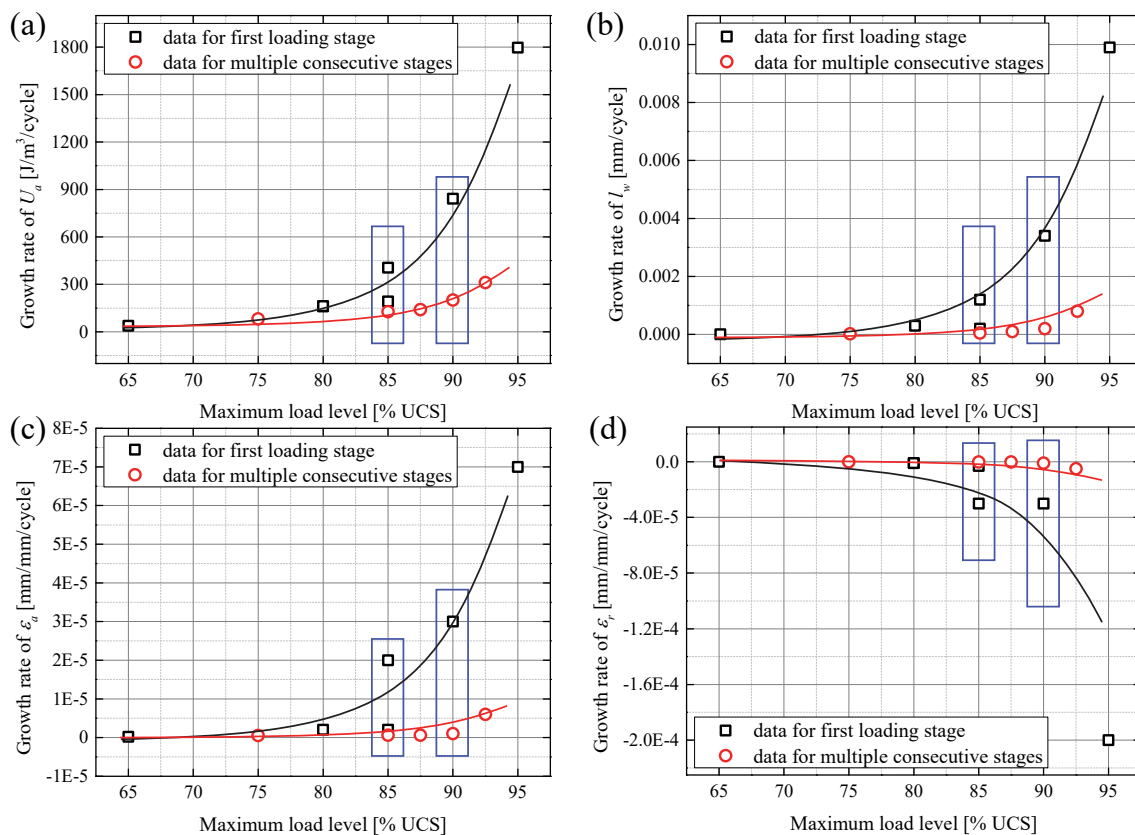 (a)
data for first loading stage
data for multiple consecutive stages
Growth rate of Uₐ [J/m³/cycle]
1800
1500
1200
900
600
300
0
65 70 75 80 85 90 95
Maximum load level [% UCS]
(b)
data for first loading stage
data for multiple consecutive stages
Growth rate of l_w [mm/cycle]
0.010
0.008
0.006
0.004
0.002
0.000
65 70 75 80 85 90 95
Maximum load level [% UCS]
(c)
data for first loading stage
data for multiple consecutive stages
Growth rate of εₐ [mm/mm/cycle]
8E-5
7E-5
6E-5
5E-5
4E-5
3E-5
2E-5
1E-5
0
-1E-5
65 70 75 80 85 90 95
Maximum load level [% UCS]
(d)
Growth rate of εᵣ [mm/mm/cycle]
0.0
-4.0E-5
-8.0E-5
-1.2E-4
-1.6E-4
-2.0E-4
data for first loading stage
data for multiple consecutive stages
65 70 75 80 85 90 95
Maximum load level [% UCS]